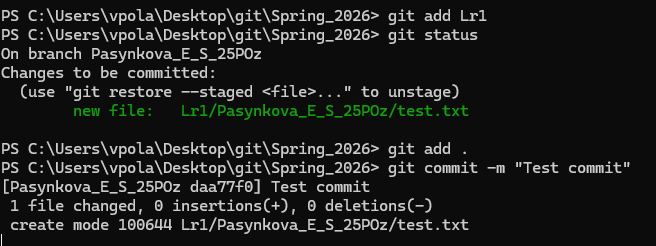 PS C:\Users\vpola\Desktop\git\Spring_2026> git add Lr1
PS C:\Users\vpola\Desktop\git\Spring_2026> git status
On branch Pasynkova_E_S_25POz
Changes to be committed:
  (use "git restore --staged <file>..." to unstage)
        new file:   Lr1/Pasynkova_E_S_25POz/test.txt

PS C:\Users\vpola\Desktop\git\Spring_2026> git add .
PS C:\Users\vpola\Desktop\git\Spring_2026> git commit -m "Test commit"
[Pasynkova_E_S_25POz daa77f0] Test commit
 1 file changed, 0 insertions(+), 0 deletions(-)
 create mode 100644 Lr1/Pasynkova_E_S_25POz/test.txt